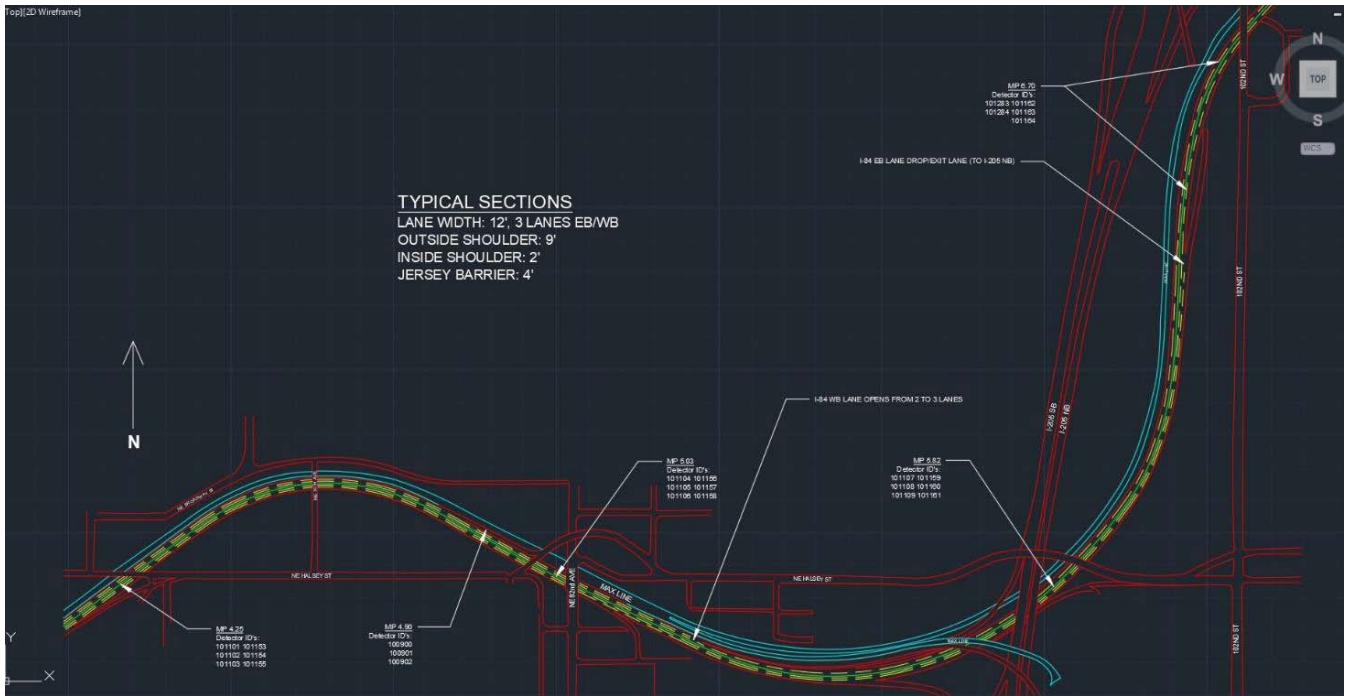 Top][2D Wireframe]
N
W
TOP
S
WCS
MP 6.70
Detector ID's:
101283 101162
101284 101163
101164
102ND ST
I-84 EB LANE DROP/EXIT LANE (TO I-205 NB)
TYPICAL SECTIONS
LANE WIDTH: 12', 3 LANES EB/WB
OUTSIDE SHOULDER: 9'
INSIDE SHOULDER: 2'
JERSEY BARRIER: 4'
MAX LINE
102ND ST
N
I-84 WB LANE OPENS FROM 2 TO 3 LANES
I-205 SB
I-205 NB
MP 5.03
Detector ID's:
101104 101156
101105 101157
101106 101158
MP 5.82
Detector ID's:
101107 101159
101108 101160
101109 101161
NE HALSEY ST
NE 82nd AVE
MAX LINE
NE HALSEY ST
MP 4.25
Detector ID's:
101101 101153
101102 101154
101103 101155
MP 4.90
Detector ID's:
100900
100901
100902
MAX LINE
102ND ST
Y
X